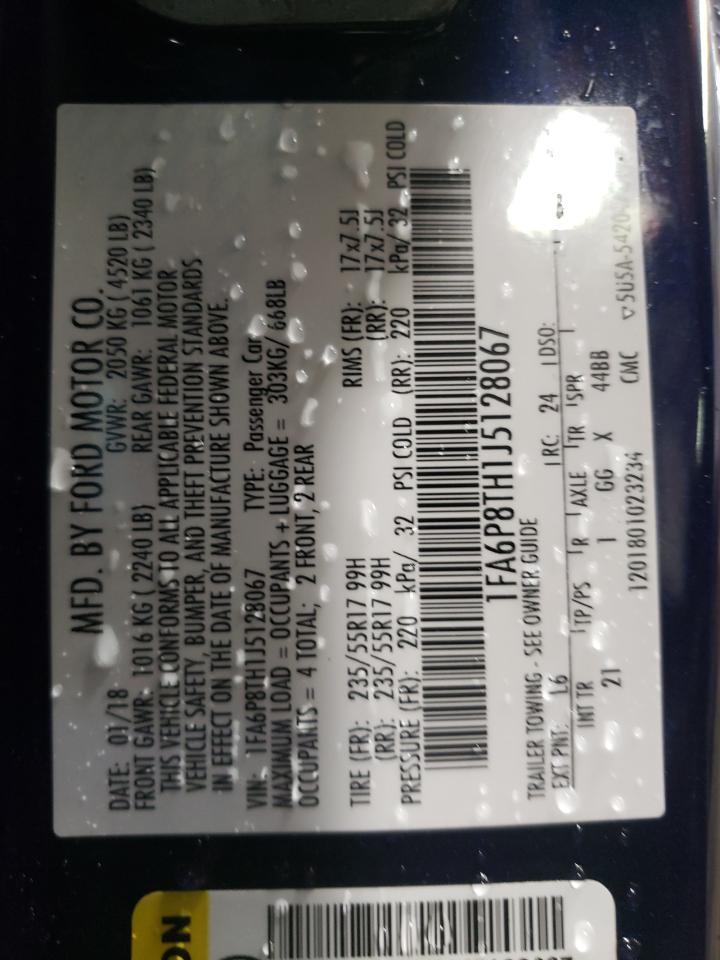 MFD. BY FORD MOTOR CO.
DATE: 01/18 GVWR: 2050 KG ( 4520 LB)
FRONT GAWR: 1016 KG ( 2240 LB) REAR GAWR: 1061 KG ( 2340 LB)
THIS VEHICLE CONFORMS TO ALL APPLICABLE FEDERAL MOTOR
VEHICLE SAFETY, BUMPER, AND THEFT PREVENTION STANDARDS
IN EFFECT ON THE DATE OF MANUFACTURE SHOWN ABOVE.
VIN: 1FA6P8TH1J5128067 TYPE: Passenger Car
MAXIMUM LOAD = OCCUPANTS + LUGGAGE = 303KG/ 668LB
OCCUPANTS = 4 TOTAL; 2 FRONT, 2 REAR
TIRE (FR): 235/55R17 99H RIMS (FR): 17x7.5J
(RR): 235/55R17 99H (RR): 17x7.5J
PRESSURE (FR): 220 kPa/ 32 PSI COLD (RR): 220 kPa/ 32 PSI COLD
1FA6P8TH1J5128067
TRAILER TOWING - SEE OWNER GUIDE
EXT PNT: L6 RC: 24 DSO:
INT TR TP/PS R AXLE TR SPR
21 I GG X 44BB
1201801023234 CMC ▽5U5A-5420
ON